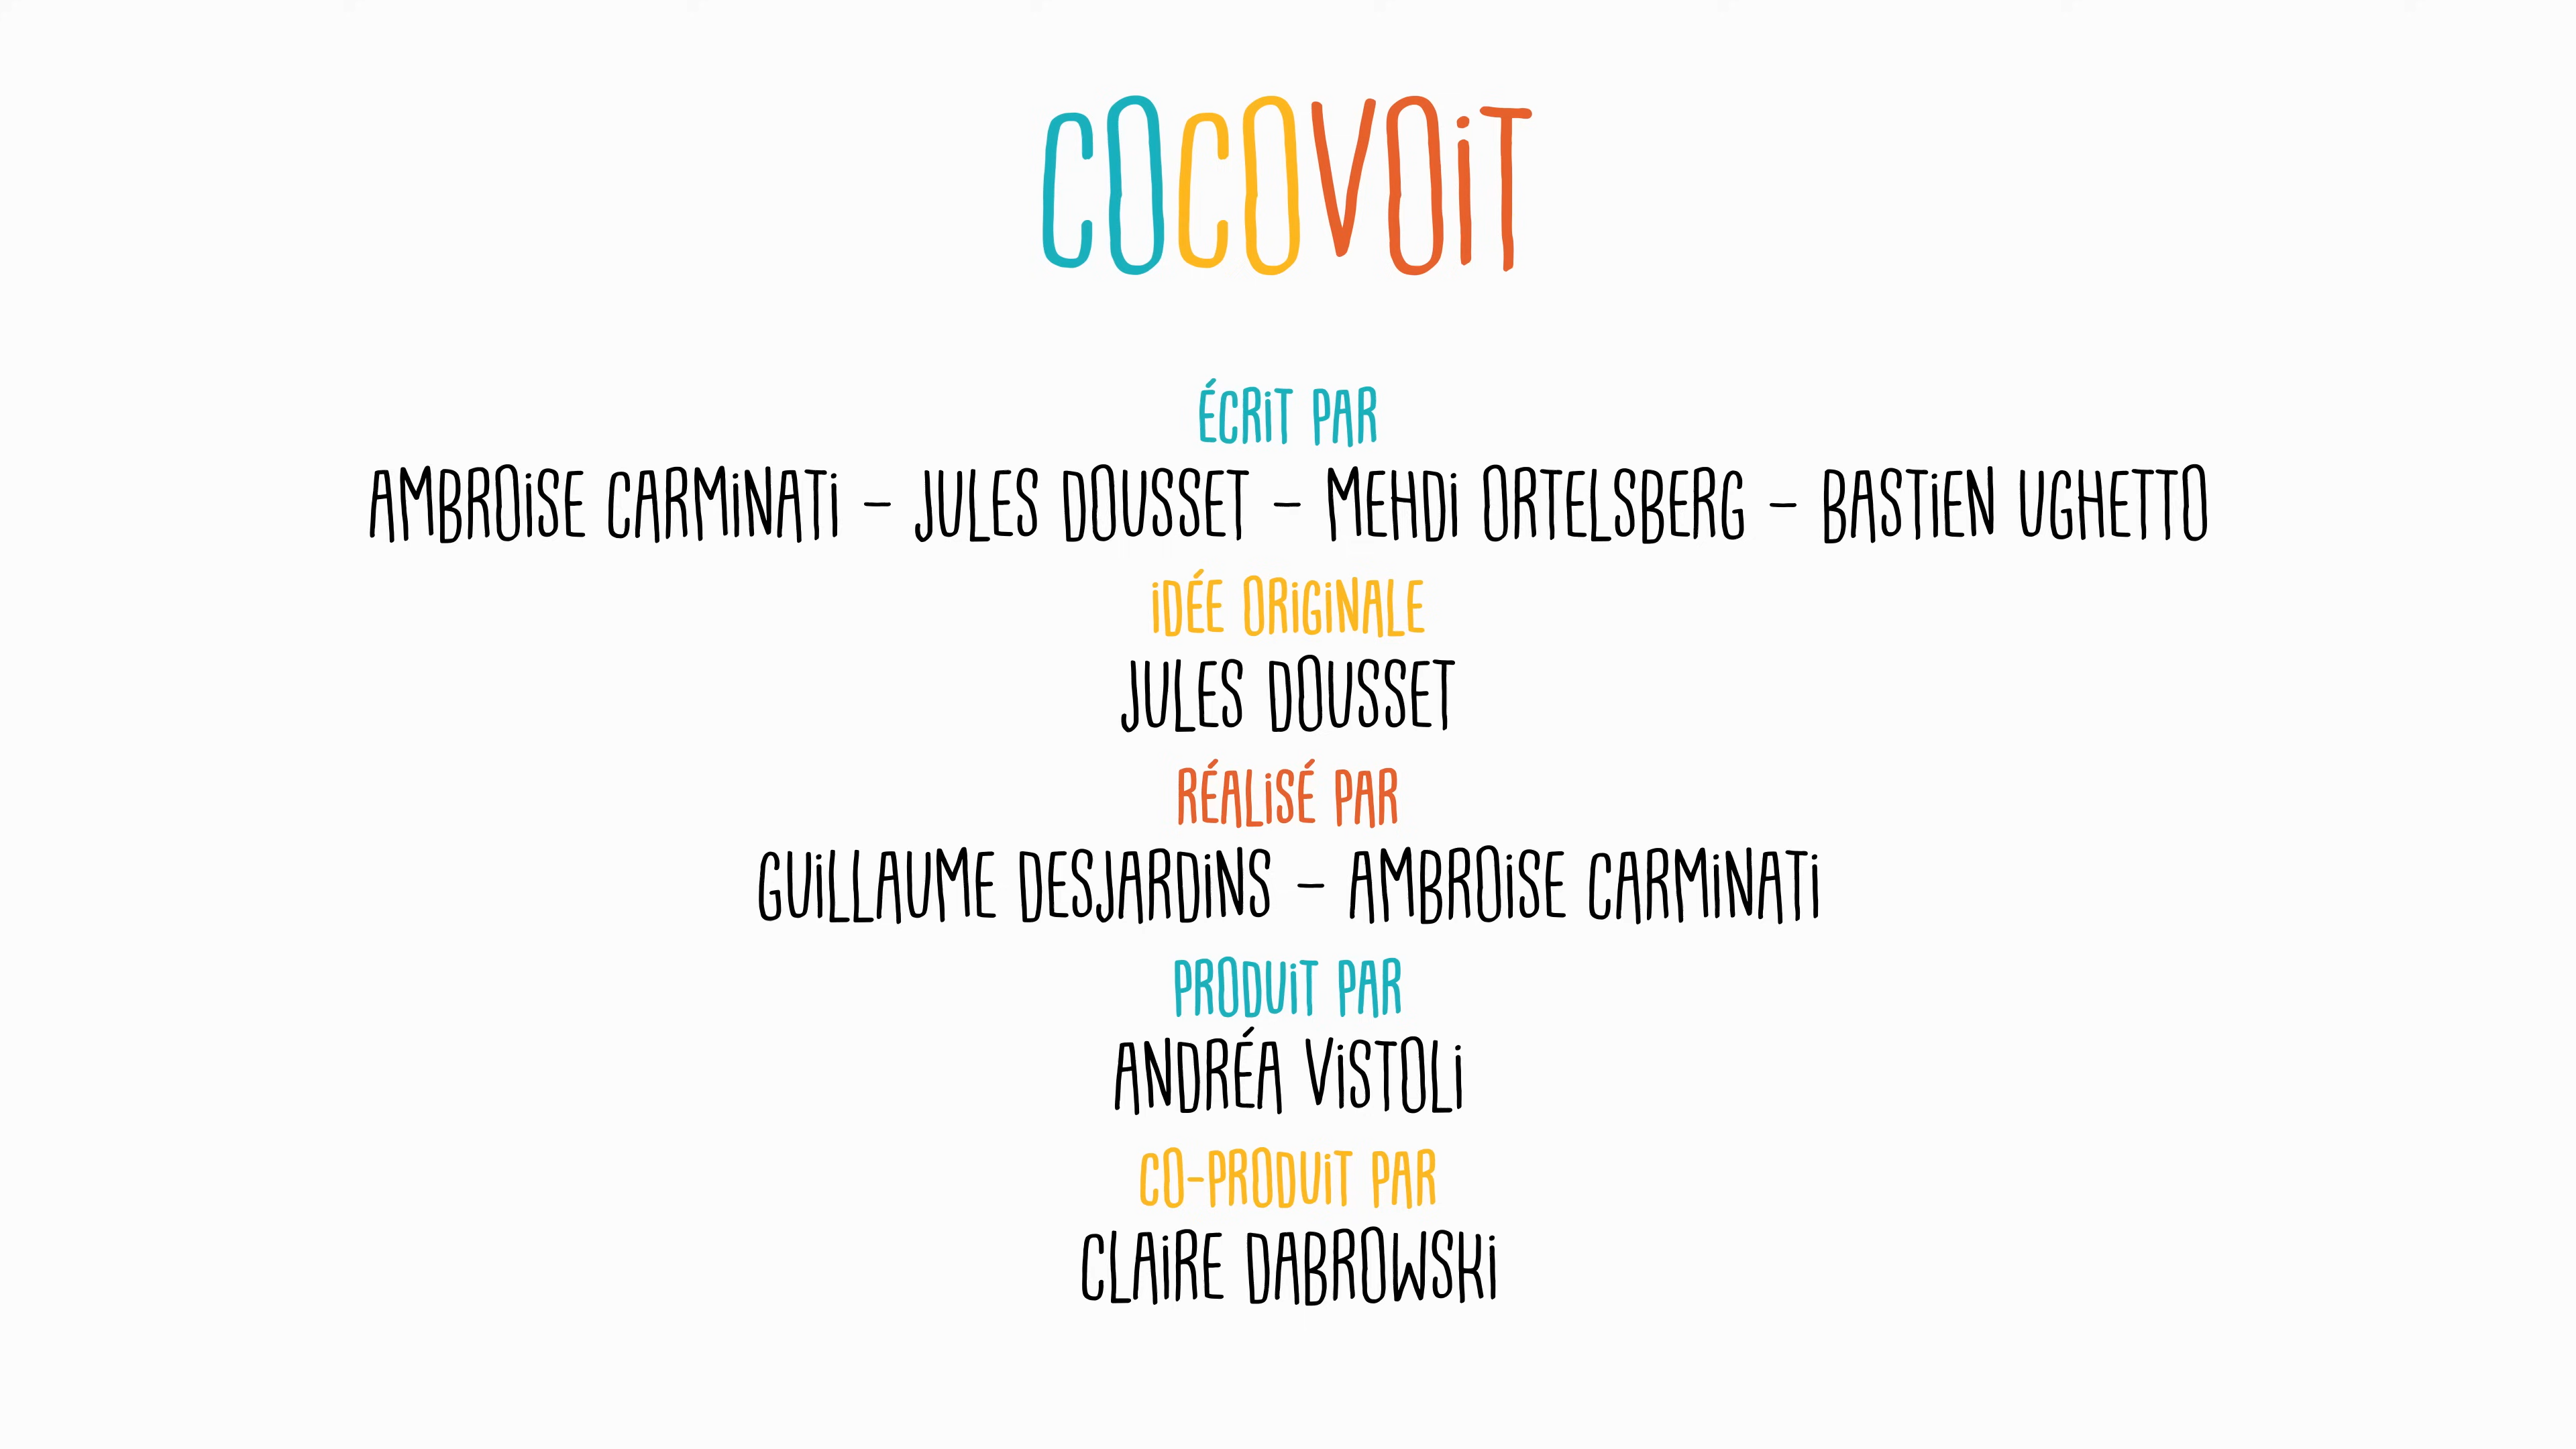 COCOVOiT
ÉCRiT PAR
AMBROiSE CARMiNATi - JULES DOUSSET - MEHDi ORTELSBERG - BASTiEN UGHETTO
iDÉE ORiGiNALE
JULES DOUSSET
RÉALiSÉ PAR
GUiLLAUME DESJARDiNS - AMBROiSE CARMiNATi
PRODUiT PAR
ANDRÉA ViSTOLi
CO-PRODUiT PAR
CLAiRE DABROWSKi